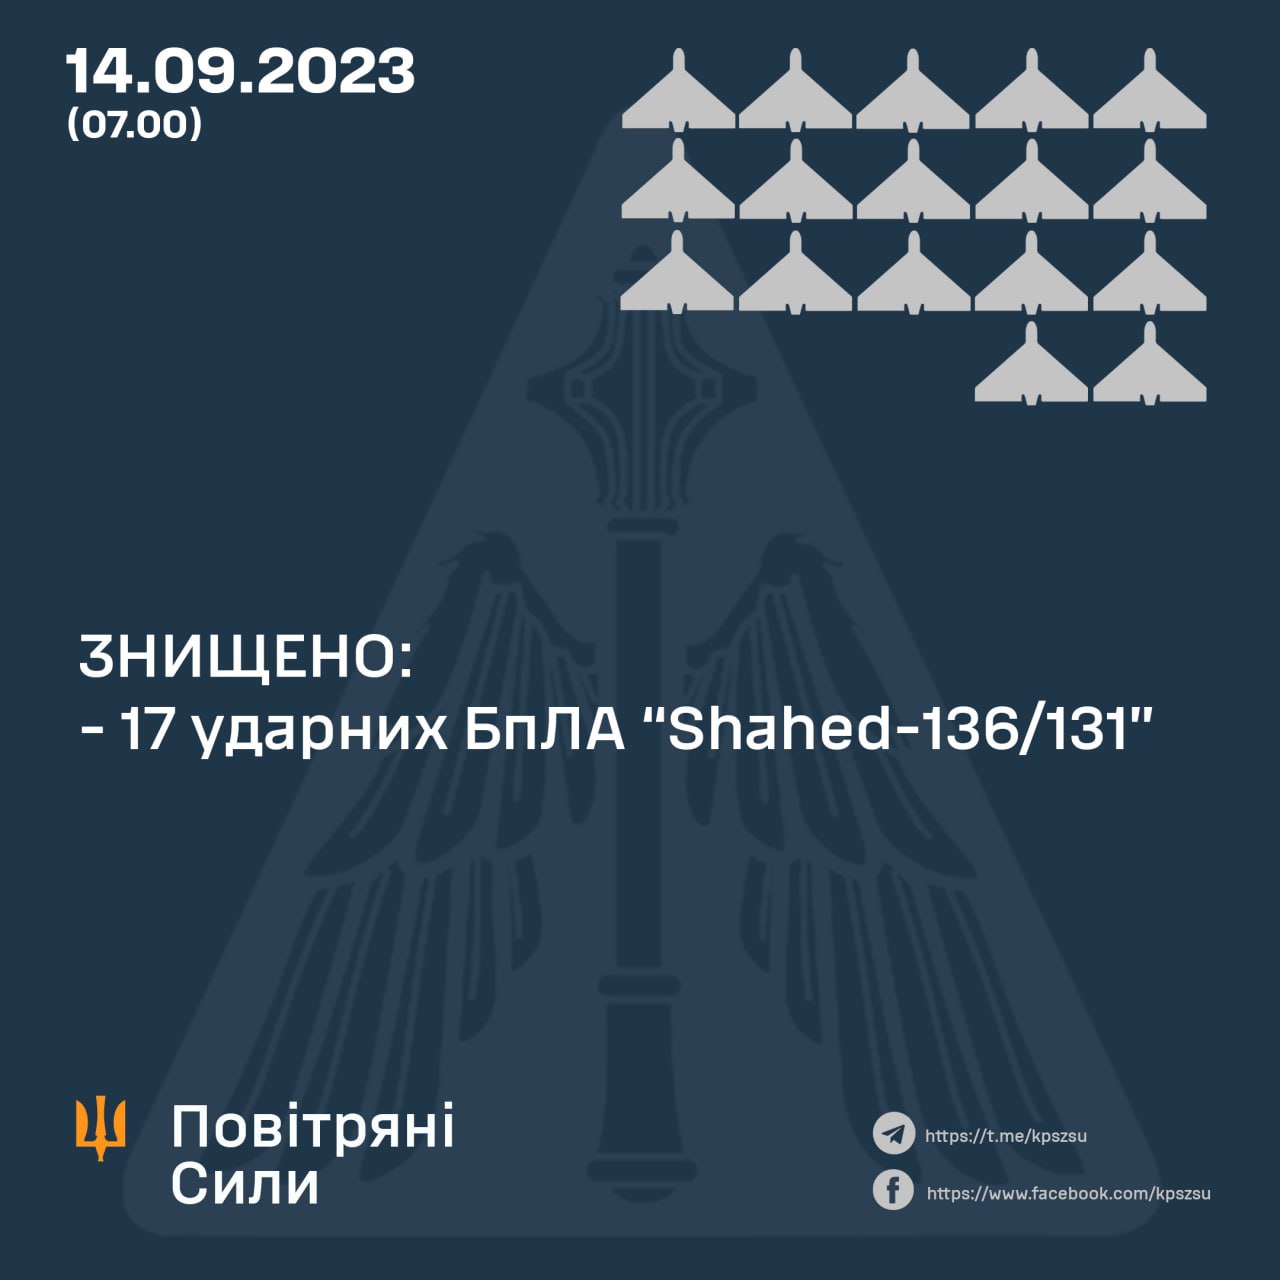 14.09.2023
(07.00)
ЗНИЩЕНО:
- 17 ударних БпЛА “Shahed-136/131”
Повітряні
Сили
https://t.me/kpszsu
https://www.facebook.com/kpszsu